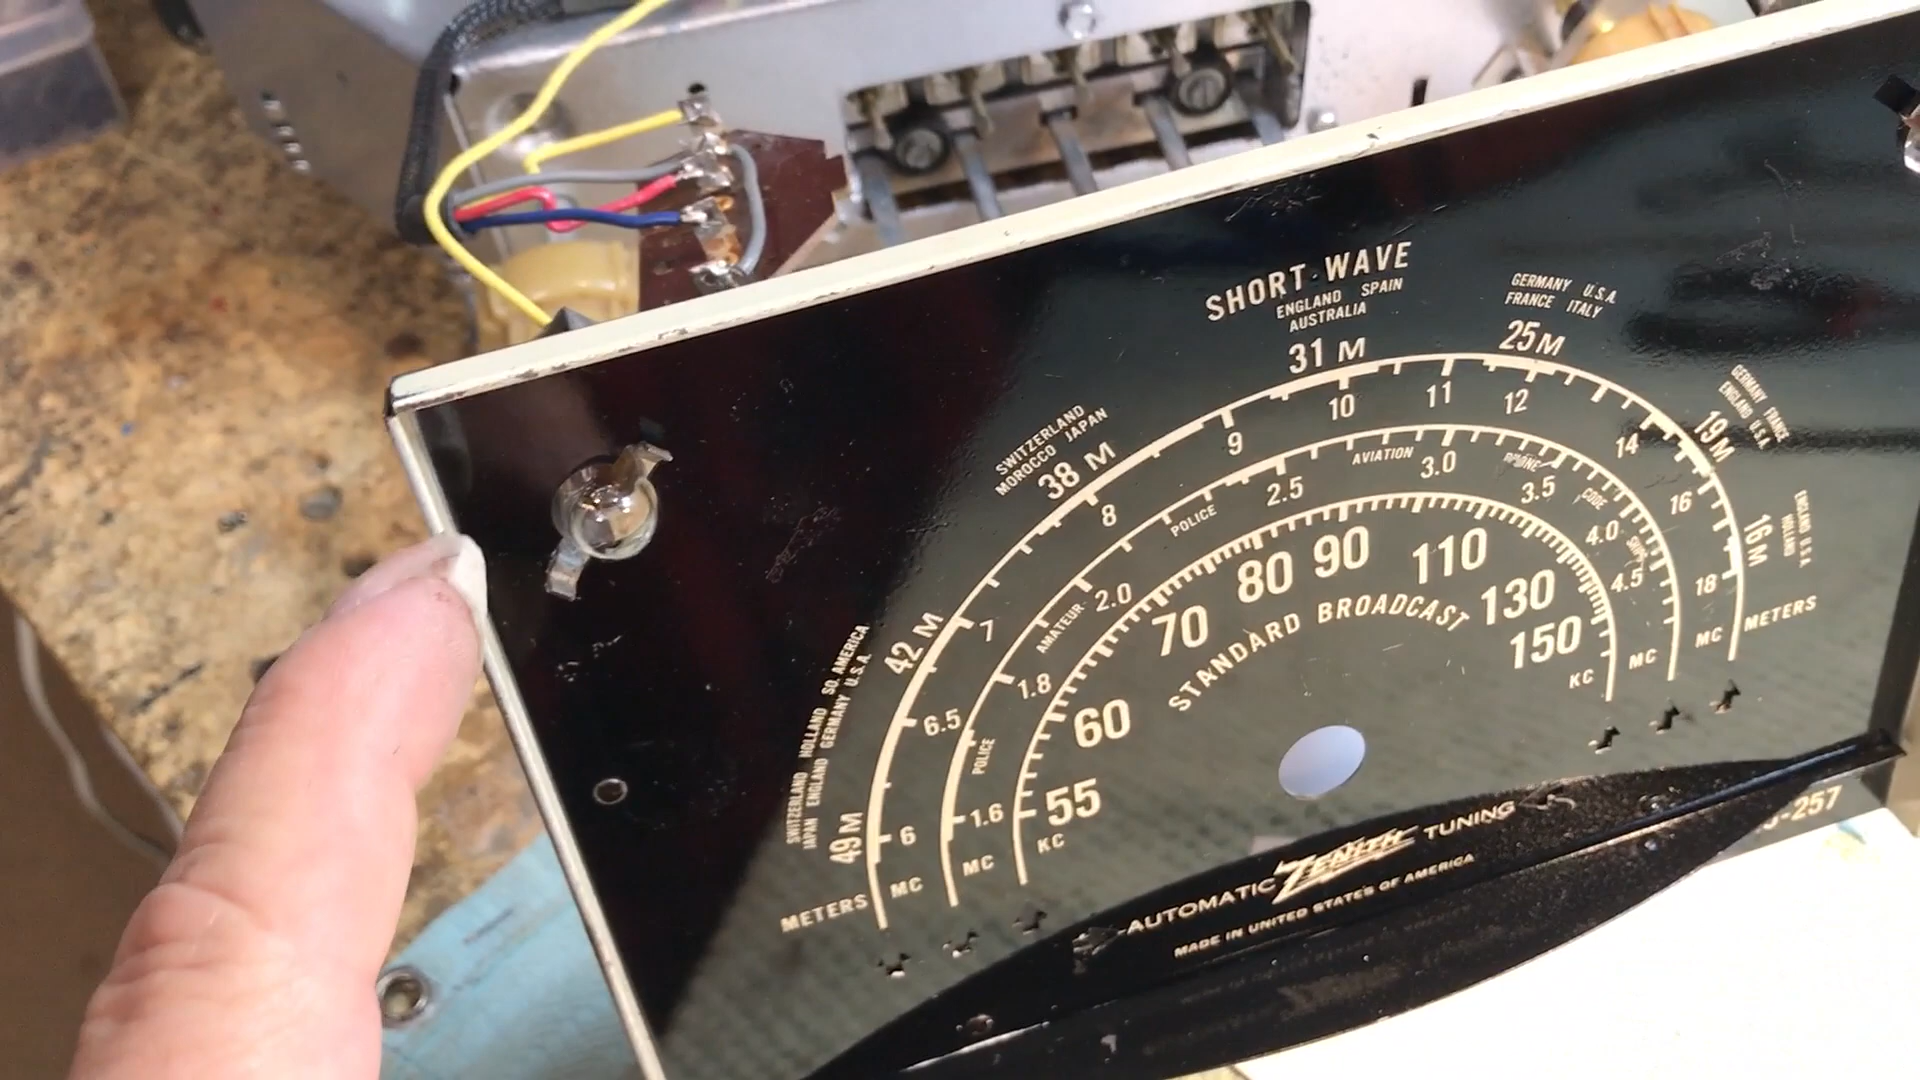 SHORT-WAVE
ENGLAND SPAIN
AUSTRALIA
31 M
GERMANY U.S.A.
FRANCE ITALY
25 M
SWITZERLAND
MOROCCO JAPAN
38 M
GERMANY FRANCE
ENGLAND U.S.A.
19 M
ENGLAND U.S.A.
HOLLAND
16 M
SWITZERLAND HOLLAND SO. AMERICA
JAPAN ENGLAND GERMANY U.S.A.
42 M
49 M
METERS
MC 6 6.5 7 8 9 10 11 12 14 16 18 MC
METERS
MC 1.6 POLICE 1.8 AMATEUR 2.0 POLICE 2.5 AVIATION 3.0 PHONE 3.5 CODE 4.0 SHIPS 4.5 MC
KC 55 60 70 80 90 110 130 150 KC
STANDARD BROADCAST
AUTOMATIC ZENITH TUNING
MADE IN UNITED STATES OF AMERICA
-257